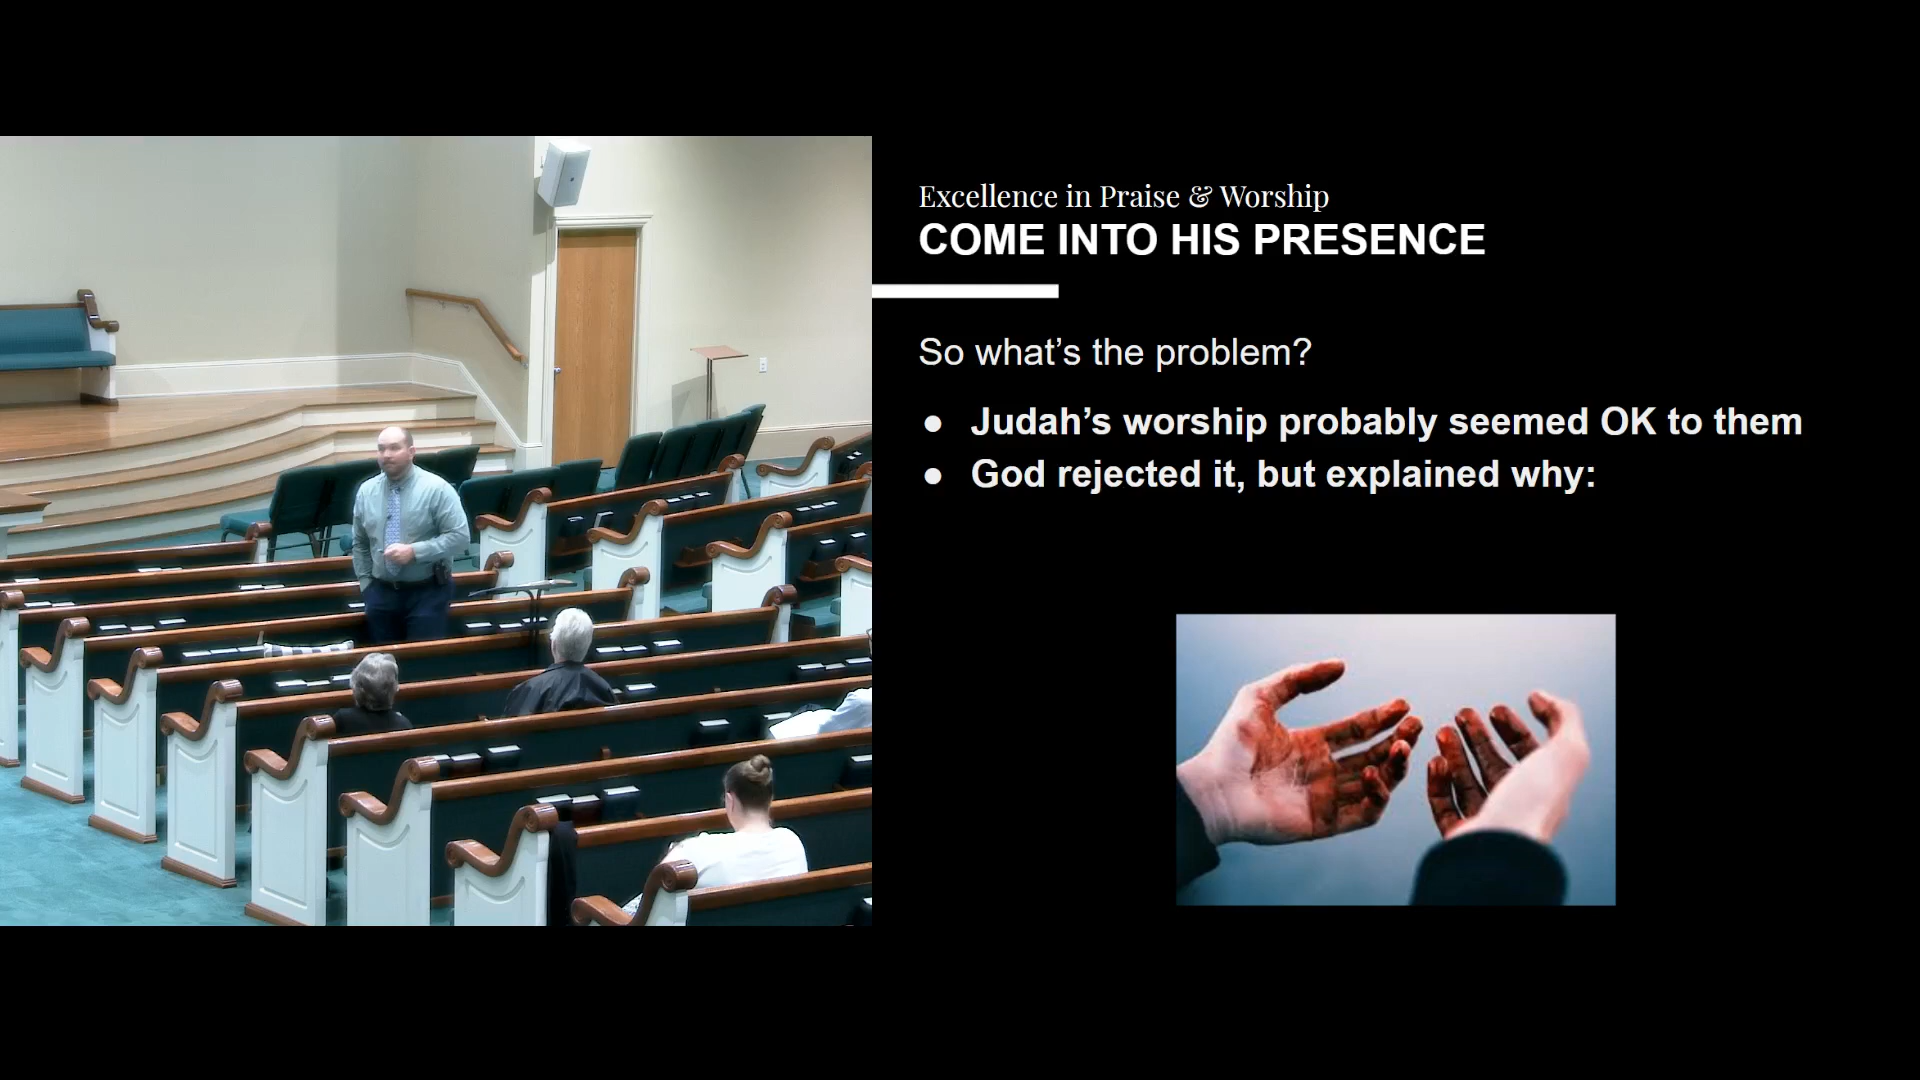 Excellence in Praise & Worship
COME INTO HIS PRESENCE
So what’s the problem?
● Judah’s worship probably seemed OK to them
● God rejected it, but explained why: